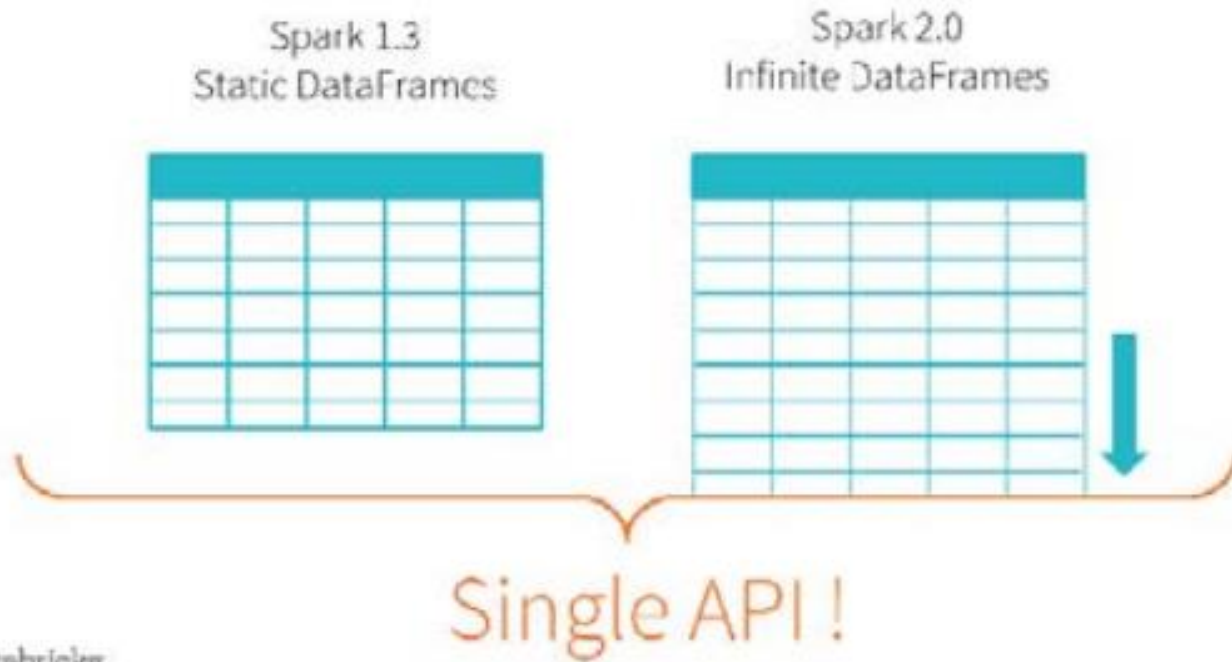 Spark 1.3
Static DataFrames
Spark 2.0
Infinite DataFrames
Single API !